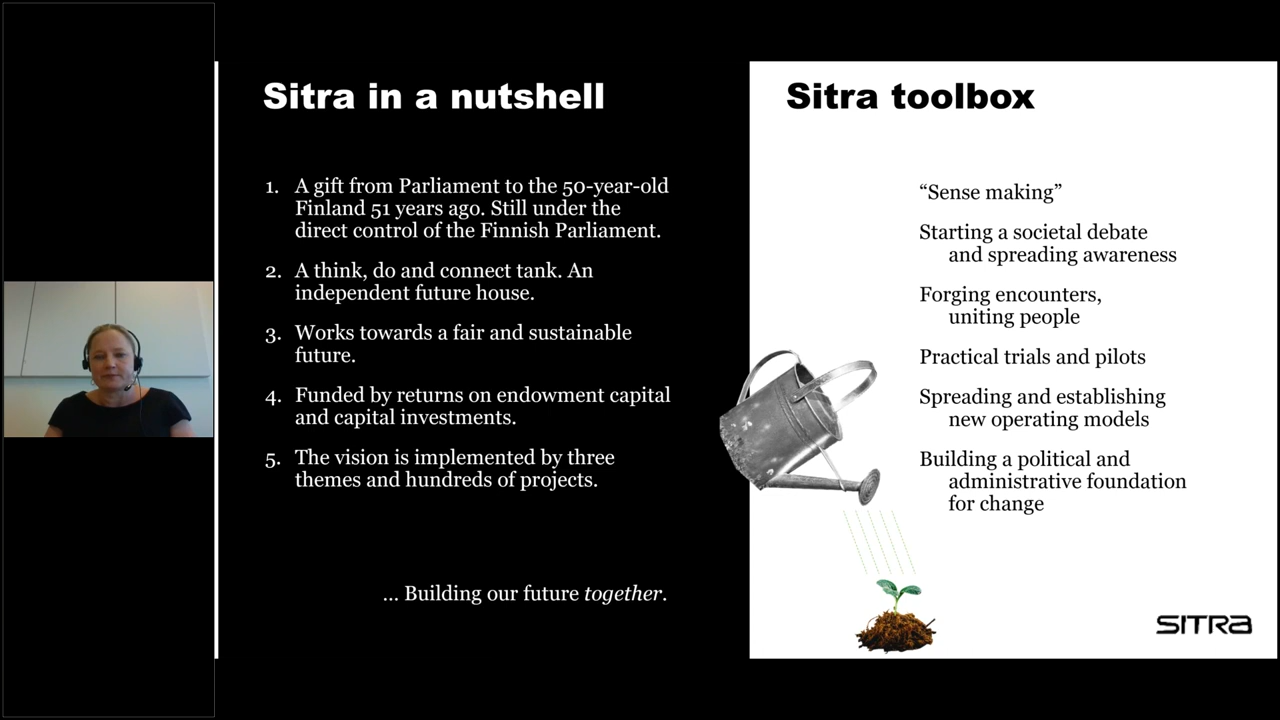 Sitra in a nutshell
1. A gift from Parliament to the 50-year-old
Finland 51 years ago. Still under the
direct control of the Finnish Parliament.
2. A think, do and connect tank. An
independent future house.
3. Works towards a fair and sustainable
future.
4. Funded by returns on endowment capital
and capital investments.
5. The vision is implemented by three
themes and hundreds of projects.
... Building our future together.
Sitra toolbox
“Sense making”
Starting a societal debate
and spreading awareness
Forging encounters,
uniting people
Practical trials and pilots
Spreading and establishing
new operating models
Building a political and
administrative foundation
for change
SITRA